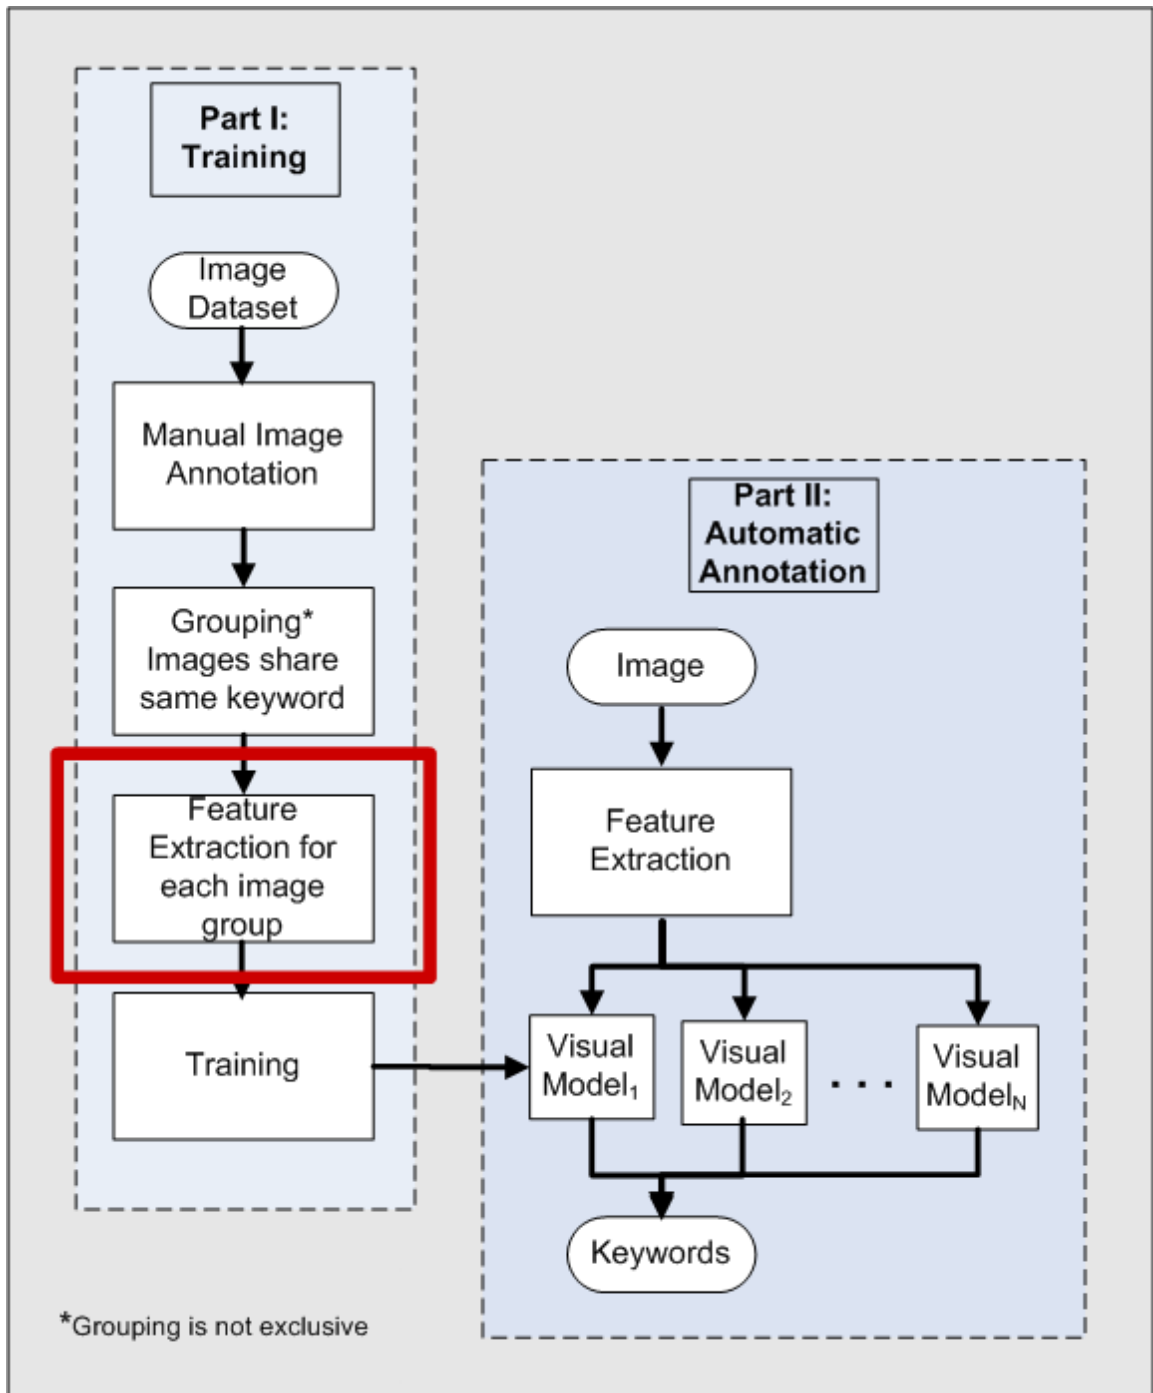 Part I:
Training
Image
Dataset
Manual Image
Annotation
Grouping*
Images share
same keyword
Feature
Extraction for
each image
group
Training
*Grouping is not exclusive
Part II:
Automatic
Annotation
Image
Feature
Extraction
Visual
Model₁
Visual
Model₂
. . .
Visual
Model_N
Keywords